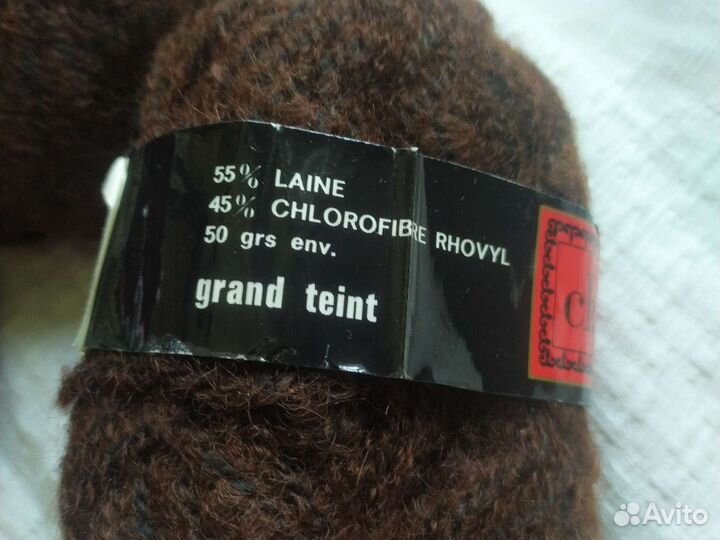 55% LAINE
45% CHLOROFIBRE RHOVYL
50 grs env.
grand teint
Avito